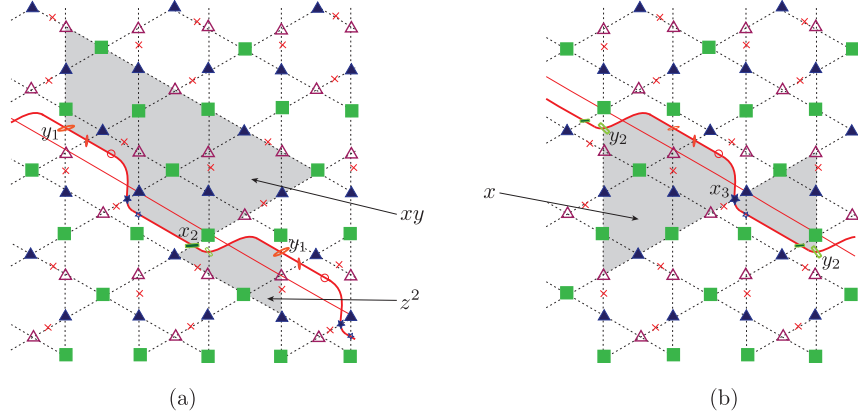 y₁
xy
x₂
y₁
z²
y₂
x₃
x
y₂
(a)
(b)